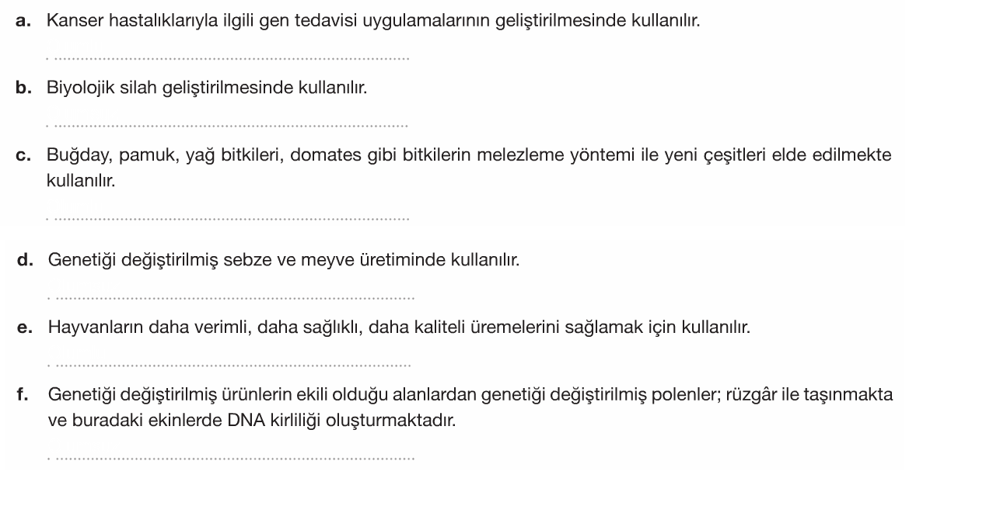 a. Kanser hastalıklarıyla ilgili gen tedavisi uygulamalarının geliştirilmesinde kullanılır.
. ................................................................................
b. Biyolojik silah geliştirilmesinde kullanılır.
. ................................................................................
c. Buğday, pamuk, yağ bitkileri, domates gibi bitkilerin melezleme yöntemi ile yeni çeşitleri elde edilmekte
kullanılır.
. ................................................................................
d. Genetiği değiştirilmiş sebze ve meyve üretiminde kullanılır.
. ................................................................................
e. Hayvanların daha verimli, daha sağlıklı, daha kaliteli üremelerini sağlamak için kullanılır.
. ................................................................................
f. Genetiği değiştirilmiş ürünlerin ekili olduğu alanlardan genetiği değiştirilmiş polenler; rüzgâr ile taşınmakta
ve buradaki ekinlerde DNA kirliliği oluşturmaktadır.
. ................................................................................